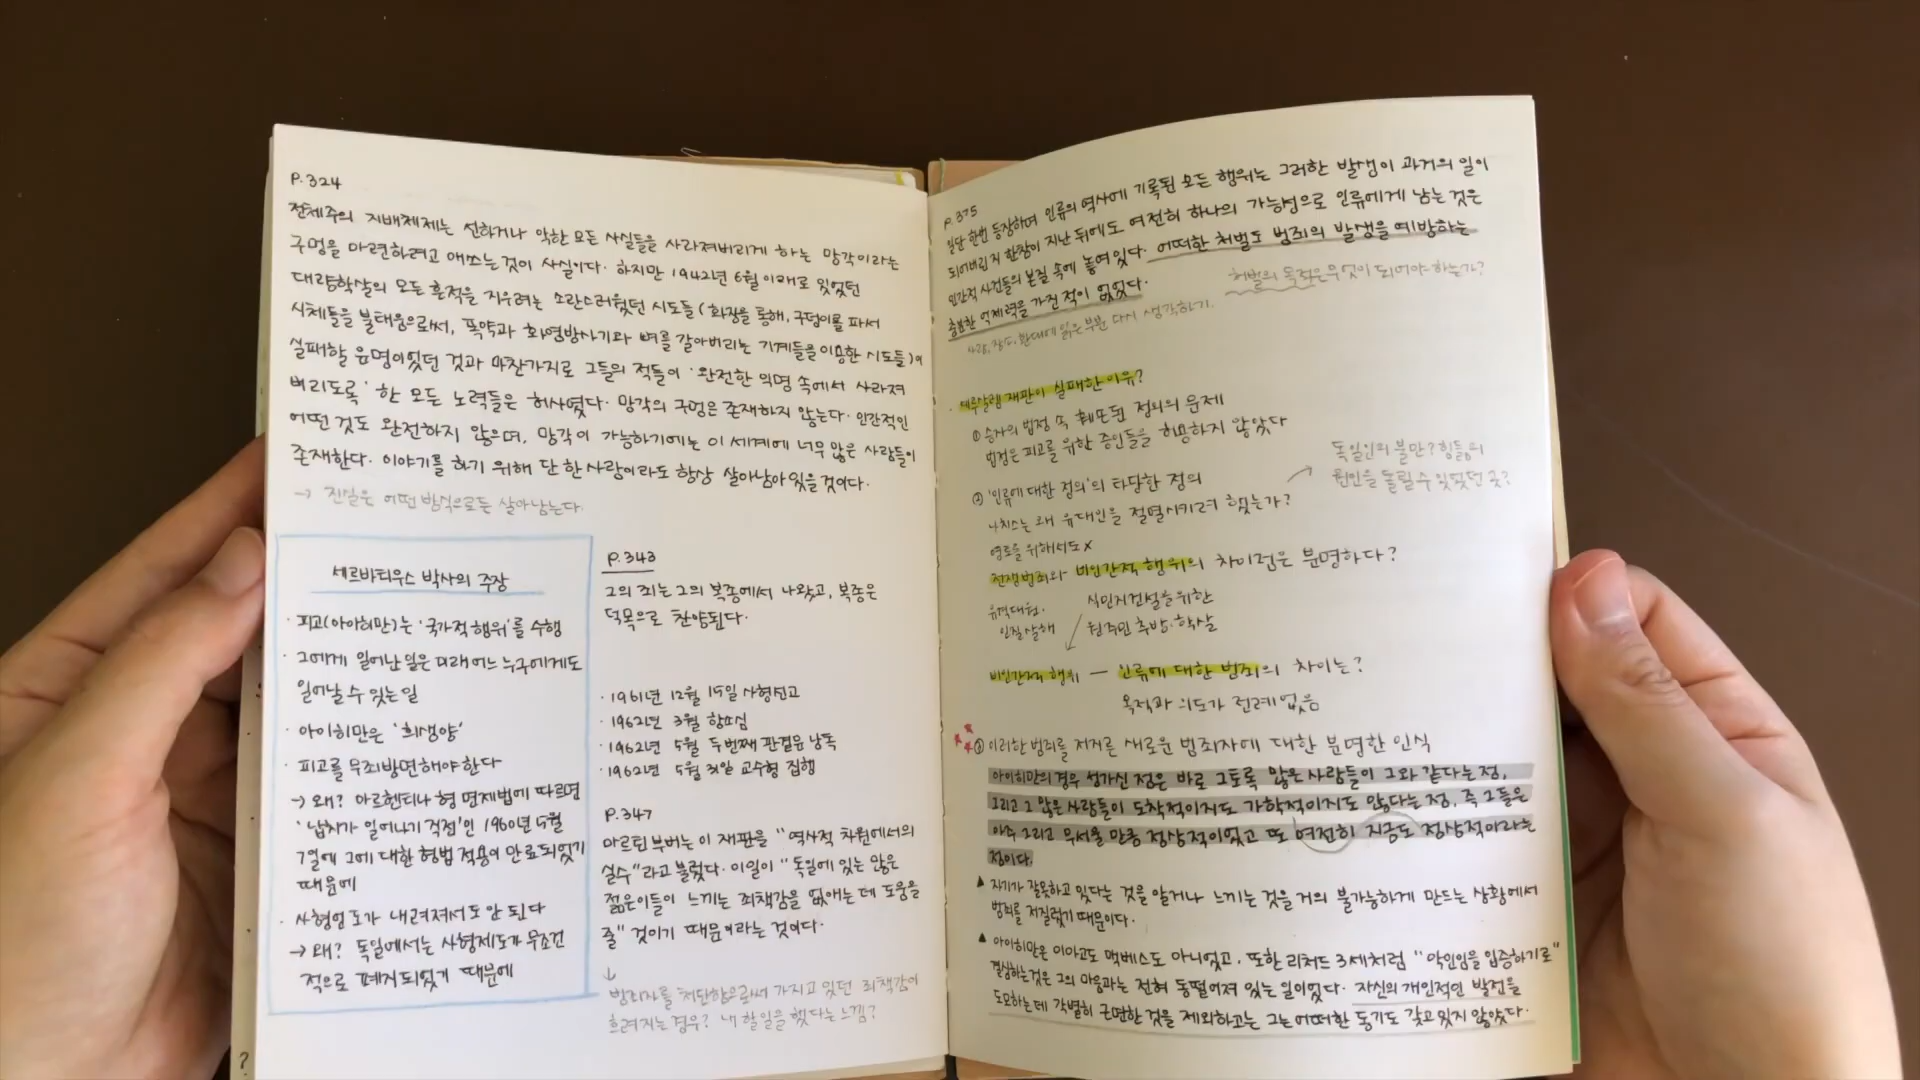 P.324
전체주의 지배체제는 선하거나 악한 모든 사실들을 사라져버리게 하는 망각이라는
구멍을 마련하려고 애쓰는 것이 사실이다. 하지만 1942년 6월 이래로 있었던
대량학살의 모든 흔적을 지우려는 소란스러웠던 시도들 (화장을 통해, 구덩이를 파서
시체들을 불태움으로써, 폭약과 화염방사기와 뼈를 갈아버리는 기계들을 이용한 시도들)이
실패할 운명이었던 것과 마찬가지로 그들의 적들이 '완전한 익명 속에서 사라져
버리도록' 한 모든 노력들은 허사였다. 망각의 구멍은 존재하지 않는다. 인간적인
어떤 것도 완전하지 않으며, 망각이 가능하기에는 이 세계에 너무 많은 사람들이
존재한다. 이야기를 하기 위해 단 한 사람이라도 항상 살아남아 있을 것이다.
→ 진실은 어떤 방식으로든 살아남는다.
세르바티우스 박사의 주장
· 피고(아이히만)는 '국가적 행위'를 수행
· 그에게 일어난 일은 미래 어느 누구에게도
일어날 수 있는 일
· 아이히만은 '희생양'
· 피고를 무죄방면해야 한다
→ 왜? 아르헨티나 형 면제법에 따르면
'납치가 일어나기 직전'인 1960년 5월
7일에 그에 대한 형법 적용이 만료되었기
때문에
· 사형언도가 내려져서도 안 된다
→ 왜? 독일에서는 사형제도가 무조건
적으로 폐지되었기 때문에
P.343
그의 죄는 그의 복종에서 나왔고, 복종은
덕목으로 찬양된다.
· 1961년 12월 15일 사형선고
· 1962년 3월 항소심
· 1962년 5월 두번째 판결문 낭독
· 1962년 5월 31일 교수형 집행
P.347
마르틴 부버는 이 재판을 "역사적 차원에서의
실수"라고 불렀다. 이 일이 "독일에 있는 많은
젊은이들이 느끼는 죄책감을 없애는 데 도움을
줄" 것이기 때문이라는 것이다.
↓
범죄자를 처단함으로써 가지고 있던 죄책감이
흐려지는 경우? 내 할 일을 했다는 느낌?
?
P.375
일단 한번 등장하여 인류의 역사에 기록된 모든 행위는 그러한 발생이 과거의 일이
되어버린지 한참이 지난 뒤에도 여전히 하나의 가능성으로 인류에게 남는 것은
인간적 사건들의 본질 속에 놓여있다. 어떠한 처벌도 범죄의 발생을 예방하는
충분한 억제력을 가진 적이 없었다.
처벌의 목적은 무엇이 되어야 하는가?
사람, 장소, 환대에 읽은 부분 다시 생각하기.
· 예루살렘 재판이 실패한 이유?
① 승자의 법정 속 훼손된 정의의 문제
법정은 피고를 위한 증인들을 허용하지 않았다
② '인류에 대한 정의'의 타당한 정의
나치스는 왜 유대인을 절멸시키려 했는가?
독일인의 불만? 힘듦의
원인을 돌릴 수 있었던 곳?
영토를 위해서도 x
전쟁범죄와 비인간적 행위의 차이점은 분명하다?
유격대원,
인질살해
식민지건설을 위한
원주민 추방·학살
비인간적 행위 — 인류에 대한 범죄의 차이는?
목적과 의도가 전례 없음
③ 이러한 범죄를 저지른 새로운 범죄자에 대한 분명한 인식
아이히만의 경우 성가신 점은 바로 그토록 많은 사람들이 그와 같다는 점,
그리고 그 많은 사람들이 도착적이지도 가학적이지도 않다는 점, 즉 그들은
아주 그리고 무서울 만큼 정상적이었고 또 여전히 지금도 정상적이라는
점이다.
▲ 자기가 잘못하고 있다는 것을 알거나 느끼는 것을 거의 불가능하게 만드는 상황에서
범죄를 저질렀기 때문이다.
▲ 아이히만은 이아고도 맥베스도 아니었고, 또한 리처드 3세처럼 "악인임을 입증하기로"
결심하는 것은 그의 마음과는 전혀 동떨어져 있는 일이었다. 자신의 개인적인 발전을
도모하는 데 각별히 근면한 것을 제외하고는 그는 어떠한 동기도 갖고 있지 않았다.